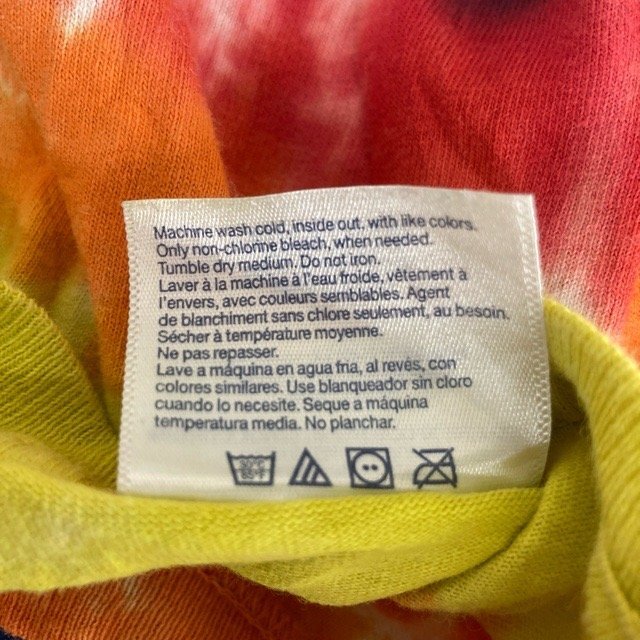 Machine wash cold, inside out, with like colors.
Only non-chlorine bleach, when needed.
Tumble dry medium. Do not iron.
Laver à la machine à l'eau froide, vêtement à
l'envers, avec couleurs semblables. Agent
de blanchiment sans chlore seulement, au besoin.
Sécher à température moyenne.
Ne pas repasser.
Lave a máquina en agua fria, al revés, con
colores similares. Use blanqueador sin cloro
cuando lo necesite. Seque a máquina
temperatura media. No planchar.